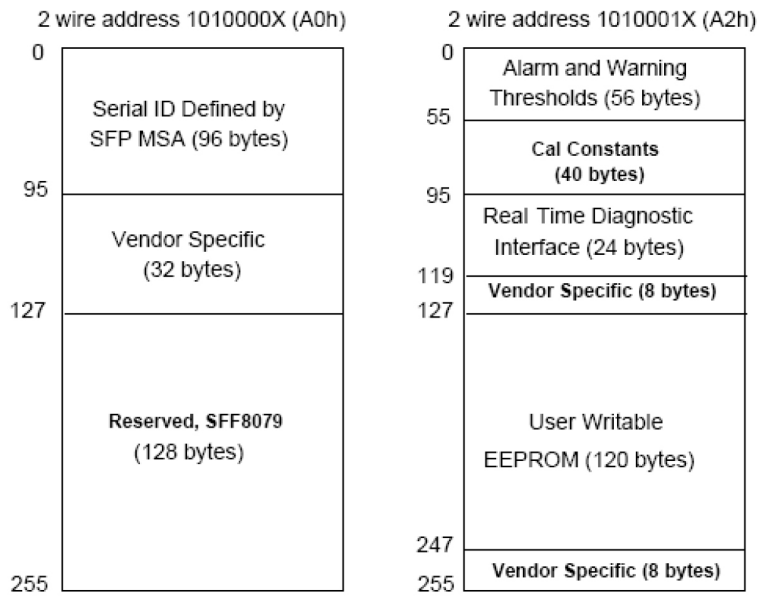 2 wire address 1010000X (A0h)
0
Serial ID Defined by
SFP MSA (96 bytes)
95
Vendor Specific
(32 bytes)
127
Reserved, SFF8079
(128 bytes)
255
2 wire address 1010001X (A2h)
0
Alarm and Warning
Thresholds (56 bytes)
55
Cal Constants
(40 bytes)
95
Real Time Diagnostic
Interface (24 bytes)
119
Vendor Specific (8 bytes)
127
User Writable
EEPROM (120 bytes)
247
Vendor Specific (8 bytes)
255